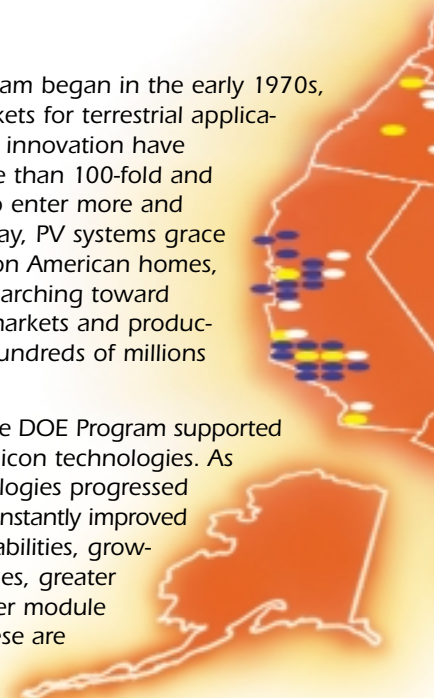 am began in the early 1970s,
kets for terrestrial applica-
innovation have
e than 100-fold and
o enter more and
ay, PV systems grace
on American homes,
arching toward
markets and produc-
undreds of millions
e DOE Program supported
icon technologies. As
logies progressed
nstantly improved
abilities, grow-
es, greater
er module
ese are